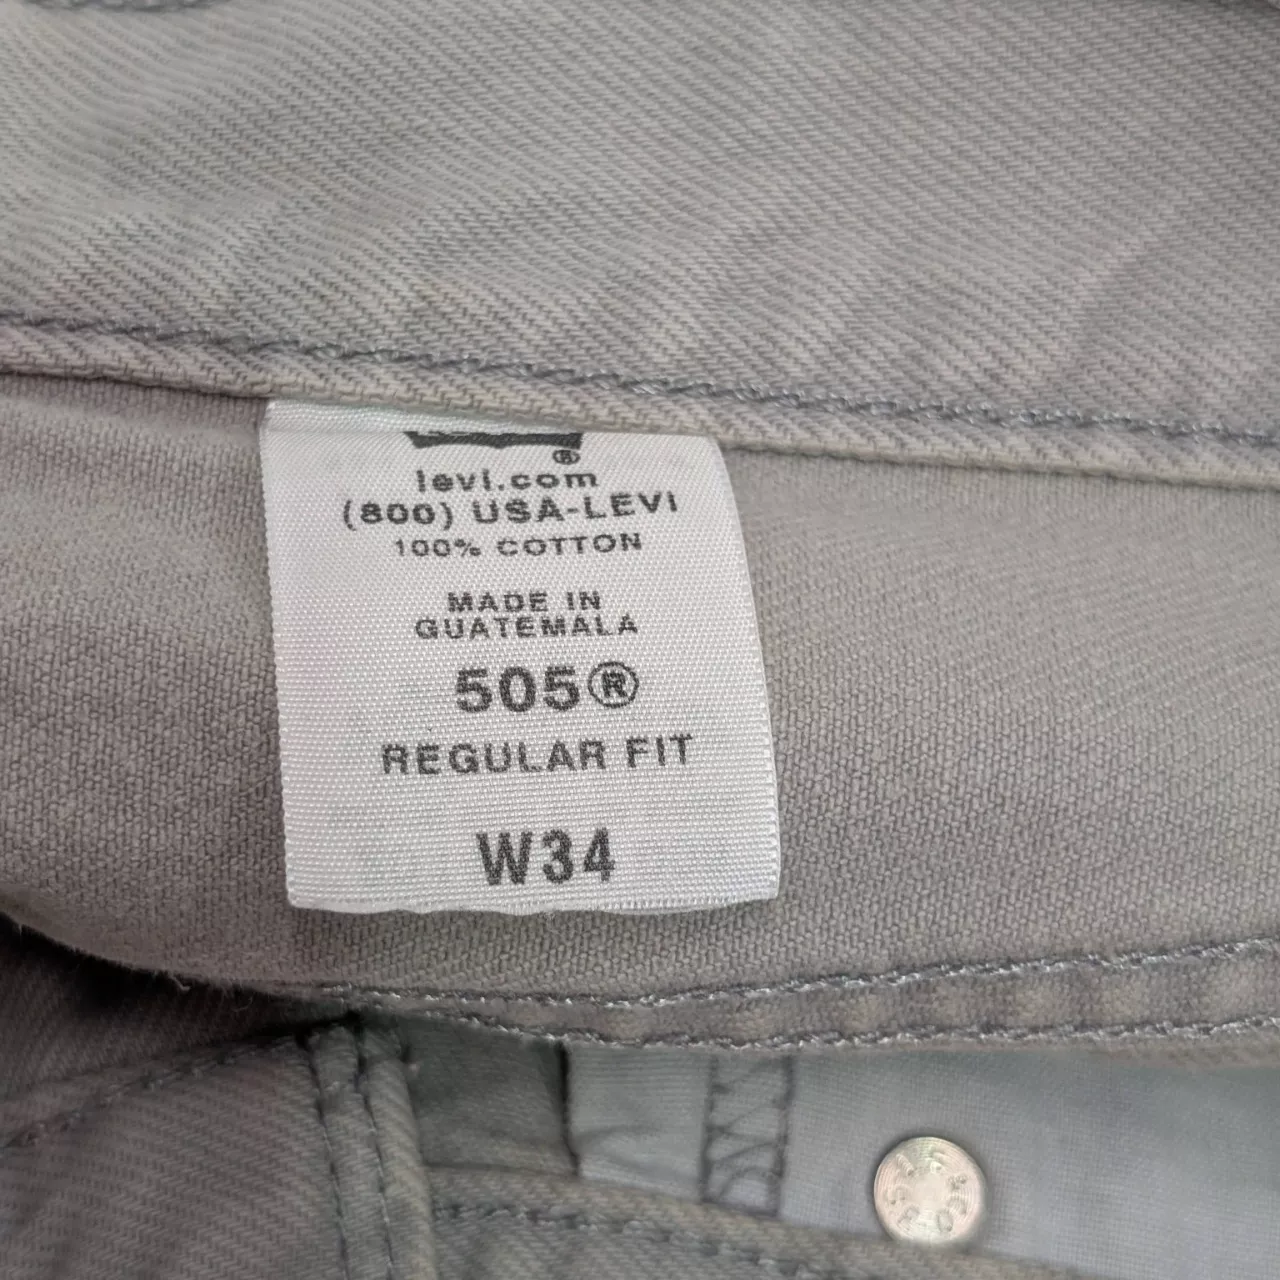 ®
levi.com
(800) USA-LEVI
100% COTTON
MADE IN
GUATEMALA
505®
REGULAR FIT
W34